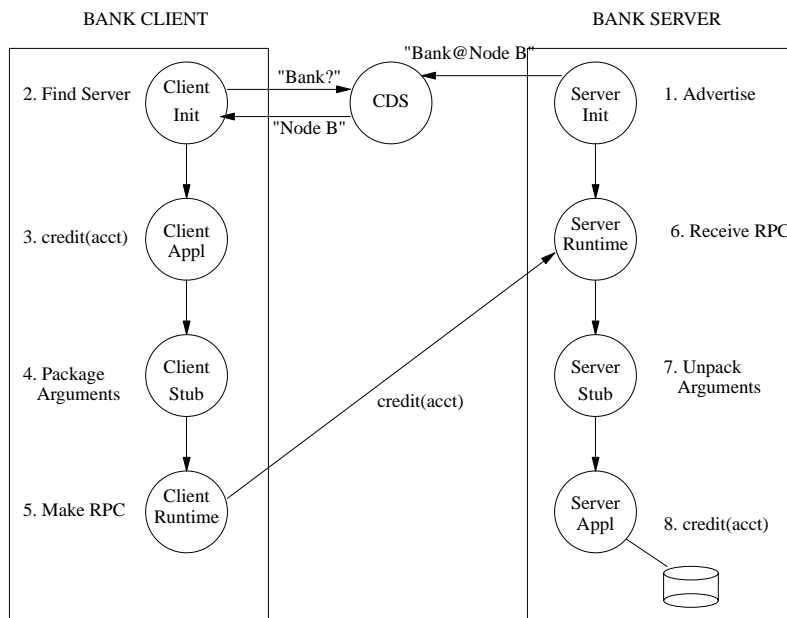 BANK CLIENT
BANK SERVER
"Bank@Node B"
2. Find Server
Client
Init
"Bank?"
CDS
"Node B"
Server
Init
1. Advertise
3. credit(acct)
Client
Appl
Server
Runtime
6. Receive RPC
4. Package
Arguments
Client
Stub
credit(acct)
Server
Stub
7. Unpack
Arguments
5. Make RPC
Client
Runtime
Server
Appl
8. credit(acct)